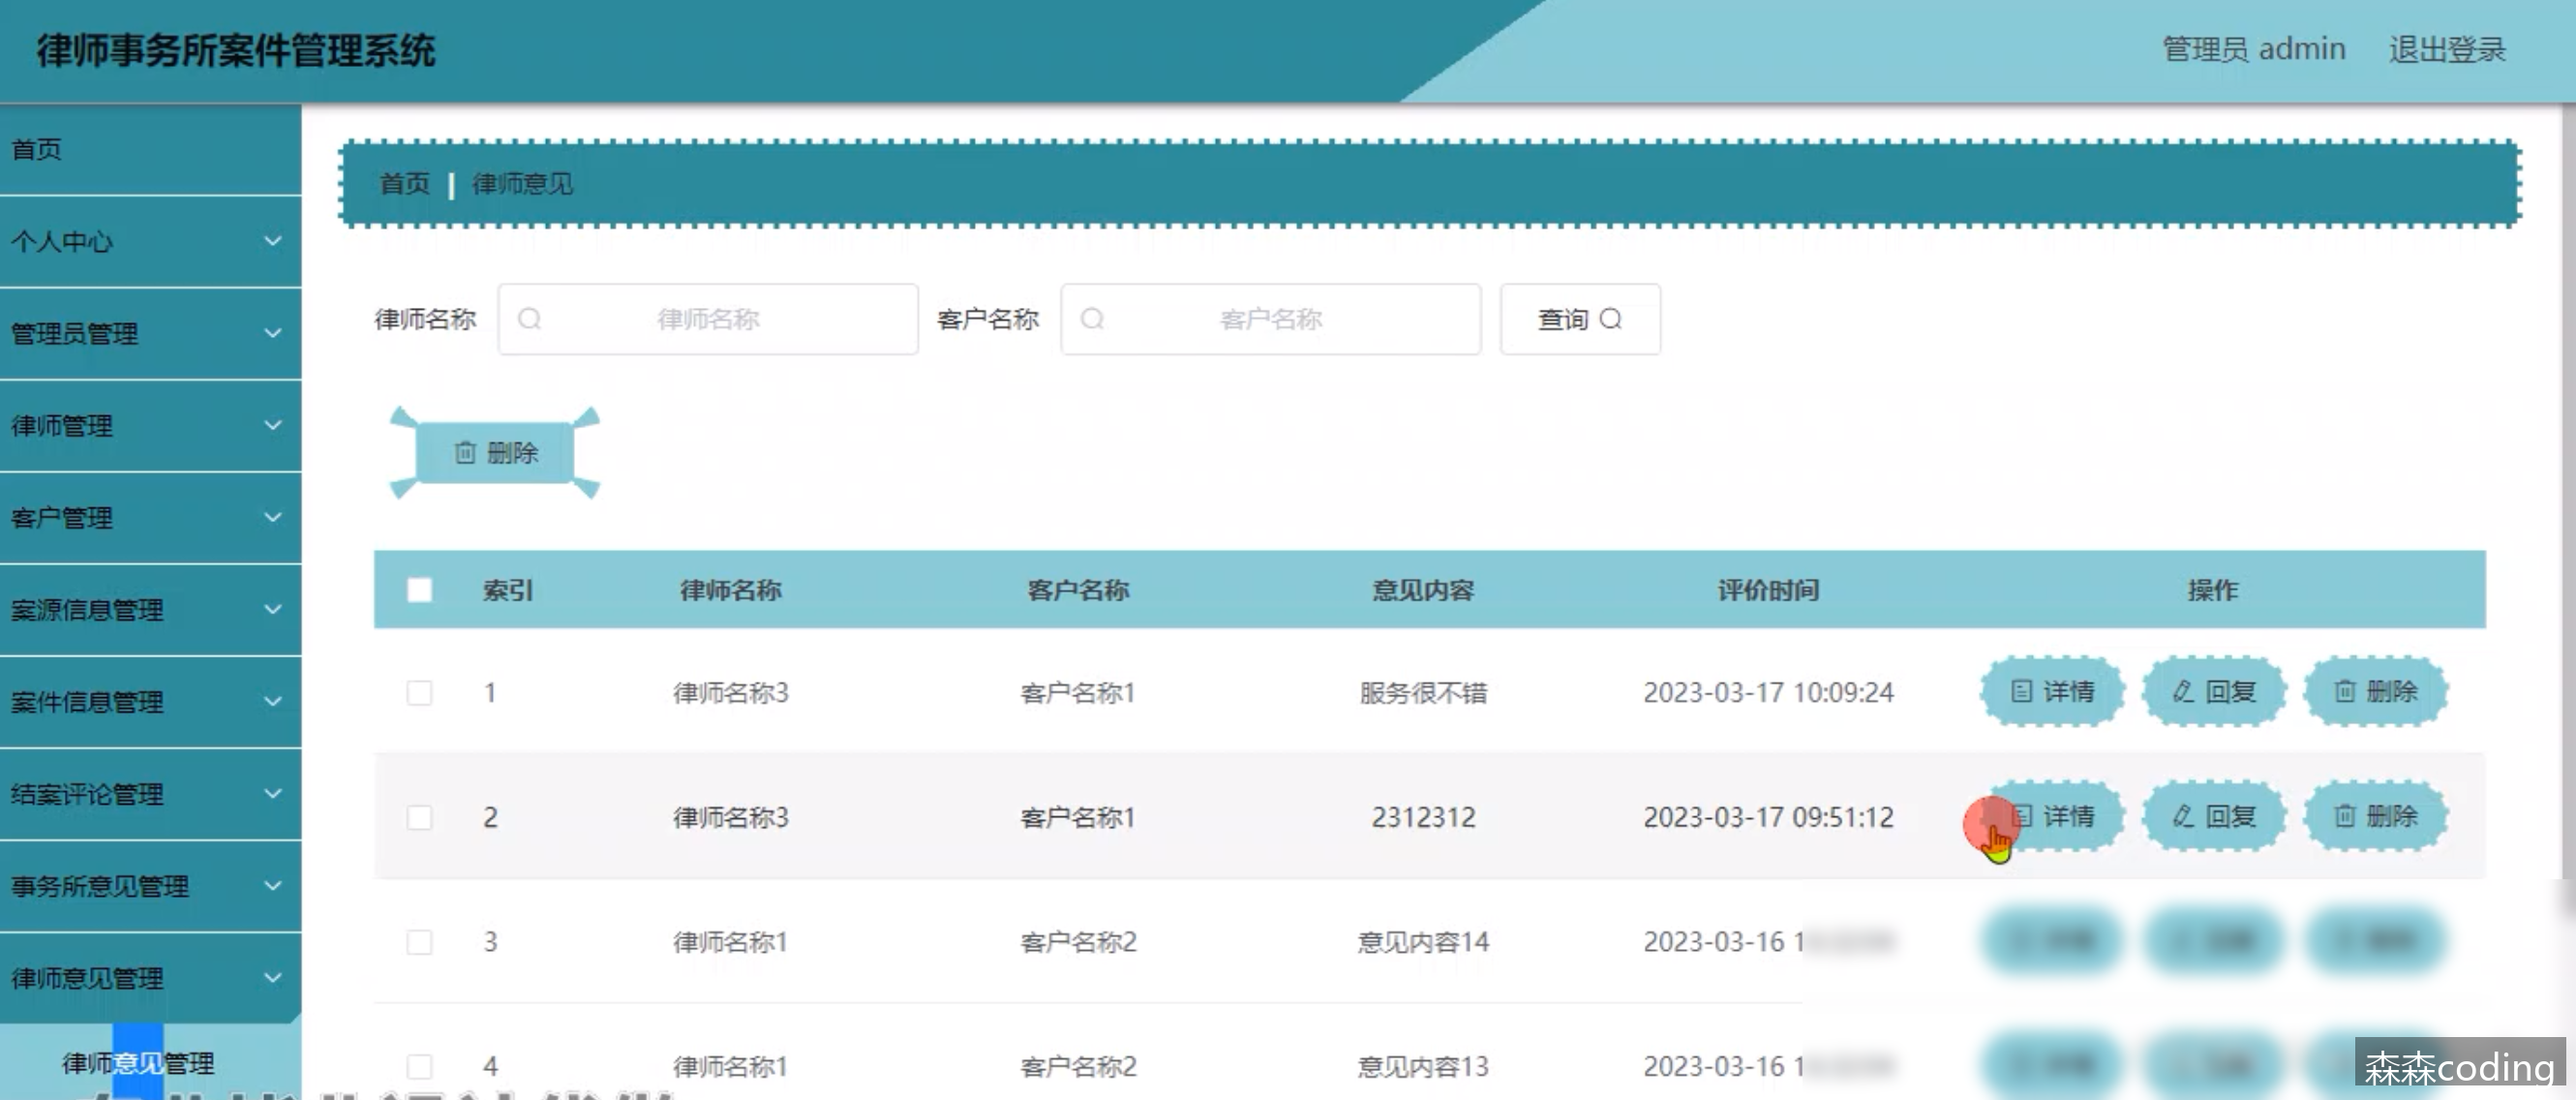 律师事务所案件管理系统
管理员 admin 退出登录
首页
个人中心
管理员管理
律师管理
客户管理
案源信息管理
案件信息管理
结案评论管理
事务所意见管理
律师意见管理
律师意见管理
首页 | 律师意见
律师名称 律师名称 客户名称 客户名称 查询
删除
索引 律师名称 客户名称 意见内容 评价时间 操作
1 律师名称3 客户名称1 服务很不错 2023-03-17 10:09:24 详情 回复 删除
2 律师名称3 客户名称1 2312312 2023-03-17 09:51:12 详情 回复 删除
3 律师名称1 客户名称2 意见内容14 2023-03-16 1
4 律师名称1 客户名称2 意见内容13 2023-03-16 1
森森coding